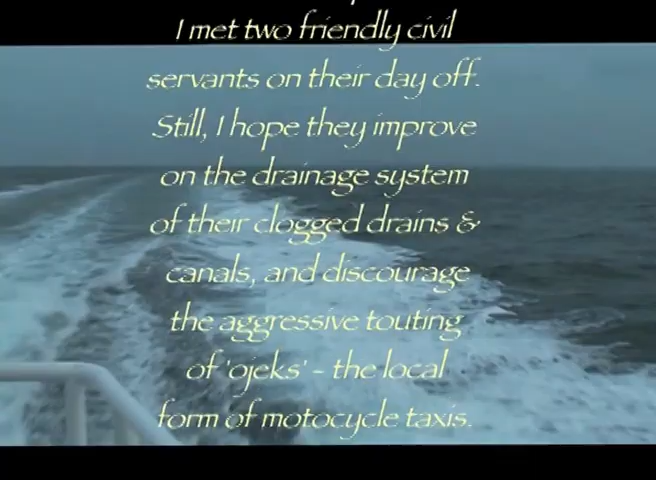 I met two friendly civil
servants on their day off.
Still, I hope they improve
on the drainage system
of their clogged drains &
canals, and discourage
the aggressive touting
of 'ojeks' - the local
form of motocycle taxis.